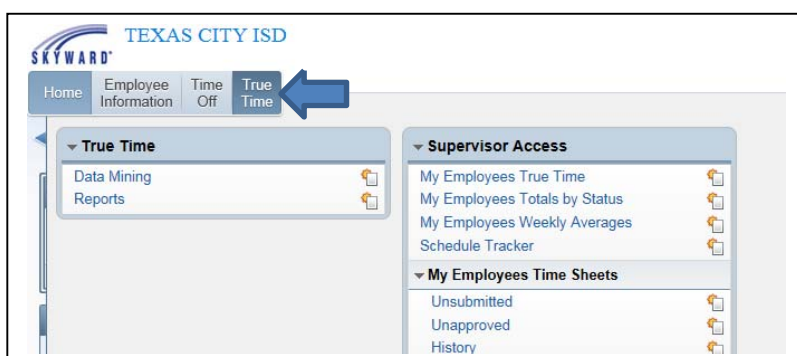 TEXAS CITY ISD
SKYWARD
Home
Employee Information
Time Off
True Time
True Time
Data Mining
Reports
Supervisor Access
My Employees True Time
My Employees Totals by Status
My Employees Weekly Averages
Schedule Tracker
My Employees Time Sheets
Unsubmitted
Unapproved
History